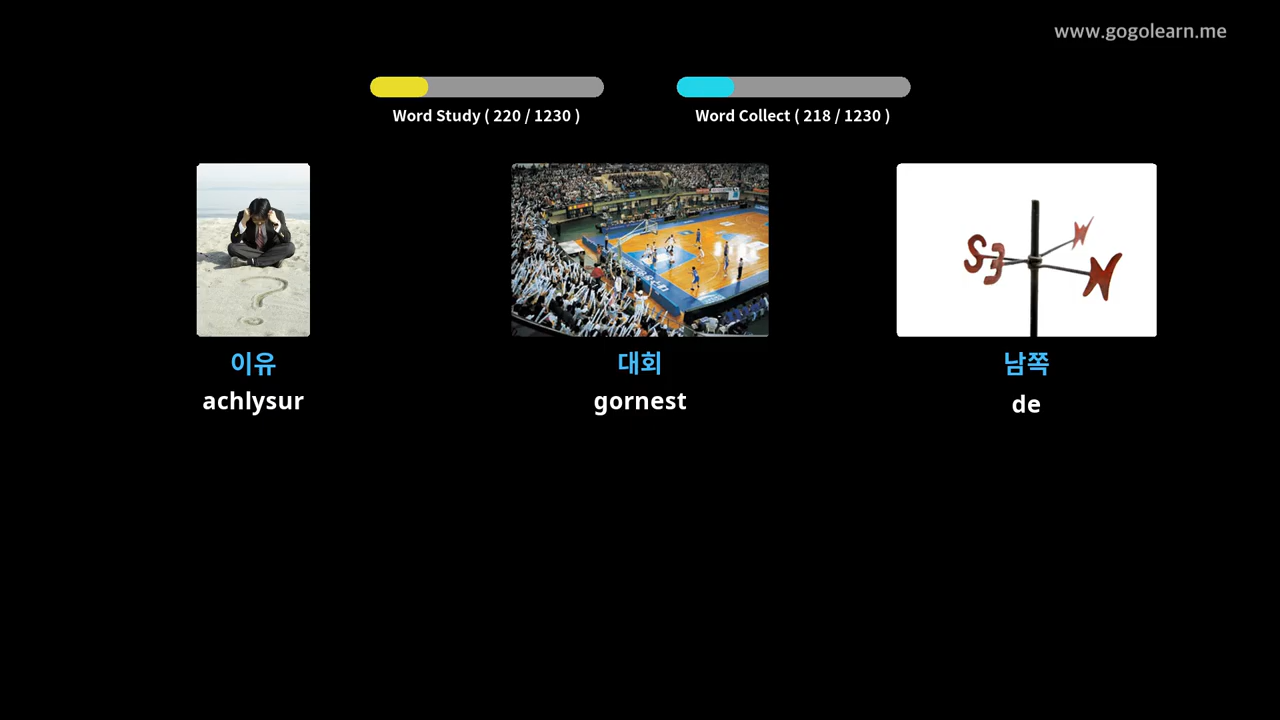 www.gogolearn.me
Word Study ( 220 / 1230 )
Word Collect ( 218 / 1230 )
이유
achlysur
대회
gornest
남쪽
de
S
E
W
N